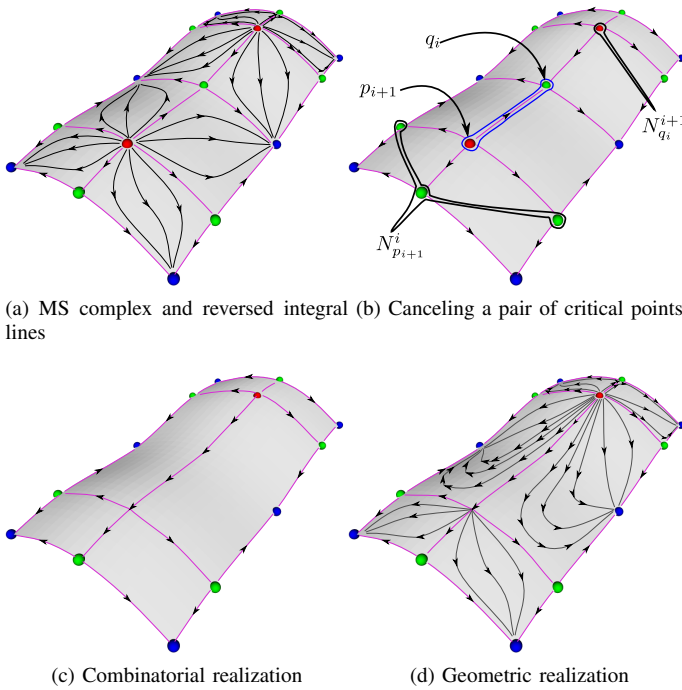 q_i
p_{i+1}
N^{i+1}_{q_i}
N^i_{p_{i+1}}
(a) MS complex and reversed integral lines
(b) Canceling a pair of critical points
(c) Combinatorial realization
(d) Geometric realization